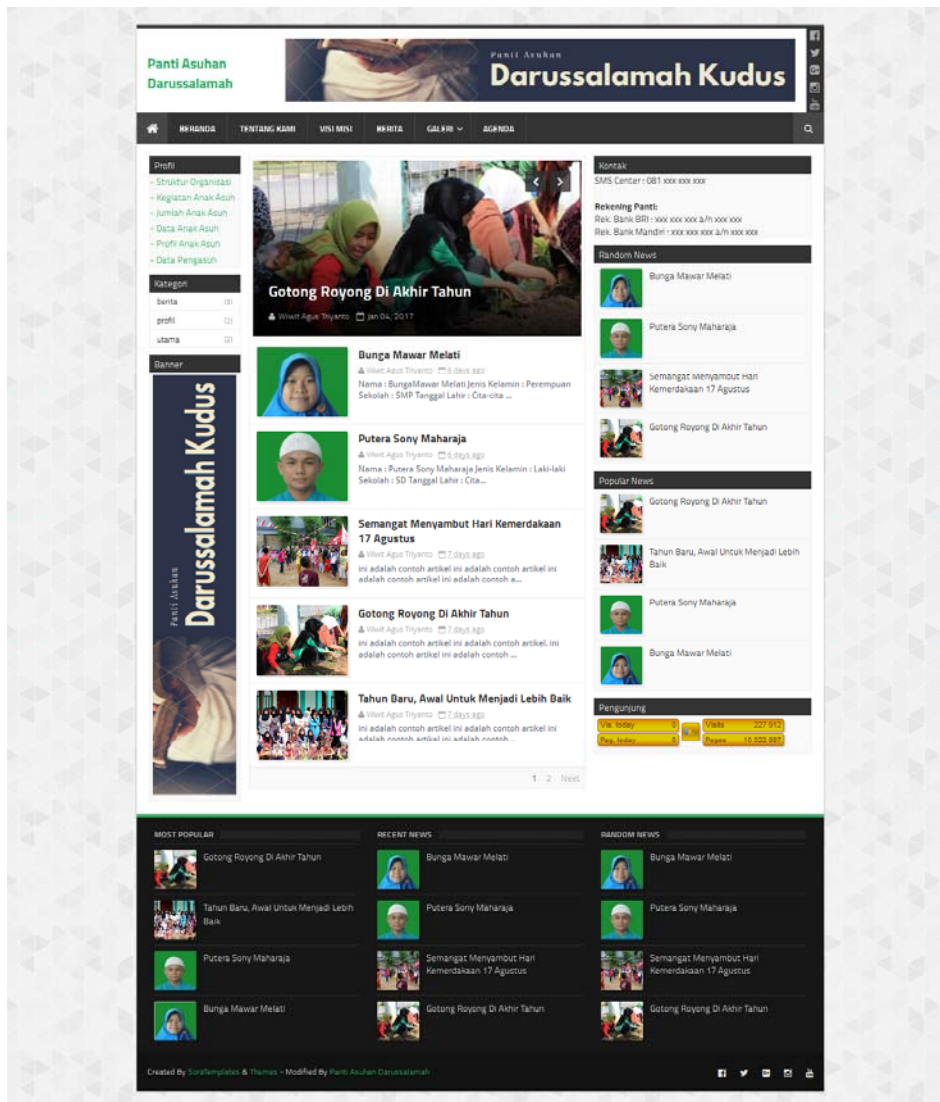 Panti Asuhan
Darussalamah
Panti Asuhan
Darussalamah Kudus
BERANDA TENTANG KAMI VISI MISI BERITA GALERI AGENDA
Profil
- Struktur Organisasi
- Kegiatan Anak Asuh
- Jumlah Anak Asuh
- Data Anak Asuh
- Profil Anak Asuh
- Data Pengasuh
Kategori
berita (3)
profil (2)
utama (2)
Banner
Panti Asuhan
Darussalamah Kudus
Gotong Royong Di Akhir Tahun
Wiwit Agus Triyanto Jan 04, 2017
Bunga Mawar Melati
Wiwit Agus Triyanto 6 days ago
Nama : BungaMawar Melati Jenis Kelamin : Perempuan
Sekolah : SMP Tanggal Lahir : Cita-cita ...
Putera Sony Maharaja
Wiwit Agus Triyanto 6 days ago
Nama : Putera Sony Maharaja Jenis Kelamin : Laki-laki
Sekolah : SD Tanggal Lahir : Cita...
Semangat Menyambut Hari Kemerdakaan
17 Agustus
Wiwit Agus Triyanto 7 days ago
ini adalah contoh artikel ini adalah contoh artikel ini
adalah contoh artikel ini adalah contoh a...
Gotong Royong Di Akhir Tahun
Wiwit Agus Triyanto 7 days ago
ini adalah contoh artikel ini adalah contoh artikel. ini
adalah contoh artikel ini adalah contoh ...
Tahun Baru, Awal Untuk Menjadi Lebih Baik
Wiwit Agus Triyanto 7 days ago
ini adalah contoh artikel ini adalah contoh artikel ini
adalah contoh artikel ini adalah contoh...
1 2 Next
Kontak
SMS Center : 081 xxx xxx xxx
Rekening Panti:
Rek. Bank BRI : xxx xxx xxx a/n xxx xxx
Rek. Bank Mandiri : xxx xxx xxx a/n xxx xxx
Random News
Bunga Mawar Melati
Putera Sony Maharaja
Semangat Menyambut Hari
Kemerdakaan 17 Agustus
Gotong Royong Di Akhir Tahun
Popular News
Gotong Royong Di Akhir Tahun
Tahun Baru, Awal Untuk Menjadi Lebih
Baik
Putera Sony Maharaja
Bunga Mawar Melati
Pengunjung
Vis. today 0 Visits 227 912
Pag. today 0 Pages
MOST POPULAR
Gotong Royong Di Akhir Tahun
Tahun Baru, Awal Untuk Menjadi Lebih
Baik
Putera Sony Maharaja
Bunga Mawar Melati
RECENT NEWS
Bunga Mawar Melati
Putera Sony Maharaja
Semangat Menyambut Hari
Kemerdakaan 17 Agustus
Gotong Royong Di Akhir Tahun
RANDOM NEWS
Bunga Mawar Melati
Putera Sony Maharaja
Semangat Menyambut Hari
Kemerdakaan 17 Agustus
Gotong Royong Di Akhir Tahun
Created By SoraTemplates & Themes - Modified By Panti Asuhan Darussalamah